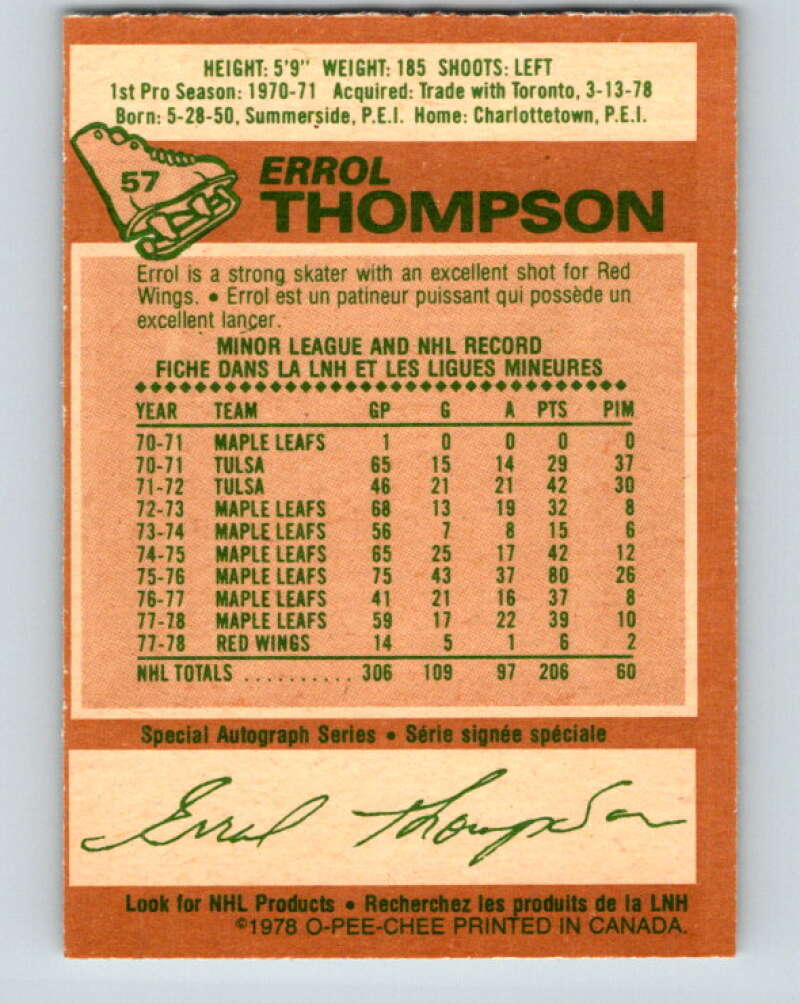 HEIGHT: 5'9" WEIGHT: 185 SHOOTS: LEFT
1st Pro Season: 1970-71 Acquired: Trade with Toronto, 3-13-78
Born: 5-28-50, Summerside, P.E.I. Home: Charlottetown, P.E.I.
57
ERROL
THOMPSON
Errol is a strong skater with an excellent shot for Red
Wings. • Errol est un patineur puissant qui possède un
excellent lançer.
MINOR LEAGUE AND NHL RECORD
FICHE DANS LA LNH ET LES LIGUES MINEURES
YEAR TEAM GP G A PTS PIM
70-71 MAPLE LEAFS 1 0 0 0 0
70-71 TULSA 65 15 14 29 37
71-72 TULSA 46 21 21 42 30
72-73 MAPLE LEAFS 68 13 19 32 8
73-74 MAPLE LEAFS 56 7 8 15 6
74-75 MAPLE LEAFS 65 25 17 42 12
75-76 MAPLE LEAFS 75 43 37 80 26
76-77 MAPLE LEAFS 41 21 16 37 8
77-78 MAPLE LEAFS 59 17 22 39 10
77-78 RED WINGS 14 5 1 6 2
NHL TOTALS .......... 306 109 97 206 60
Special Autograph Series • Série signée spéciale
Errol Thompson
Look for NHL Products • Recherchez les produits de la LNH
©1978 O-PEE-CHEE PRINTED IN CANADA.